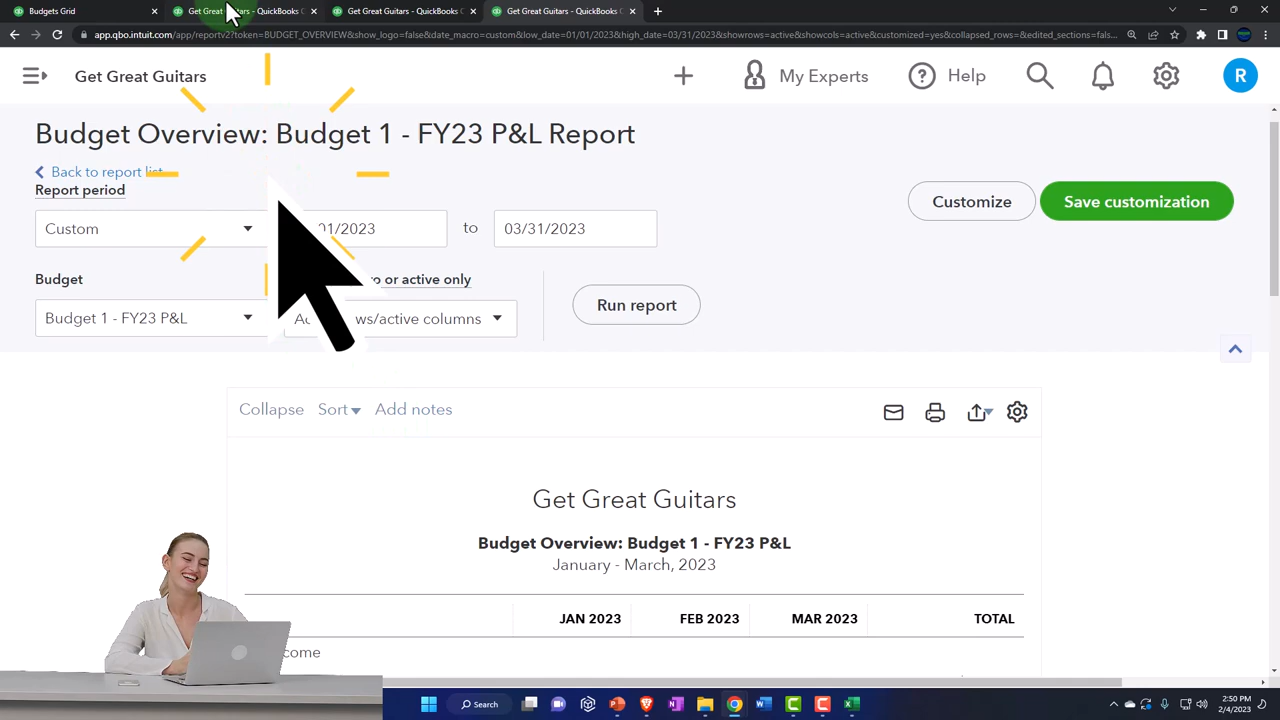 Budgets Grid
Get Great Guitars - QuickBooks
Get Great Guitars - QuickBooks
Get Great Guitars - QuickBooks
app.qbo.intuit.com/app/reportv2?token=BUDGET_OVERVIEW&show_logo=false&date_macro=custom&low_date=01/01/2023&high_date=03/31/2023&showrows=active&showcols=active&customized=yes&collapsed_rows=&edited_sections=fals...
Get Great Guitars
My Experts
Help
R
Budget Overview: Budget 1 - FY23 P&L Report
Back to report list
Report period
Custom
01/2023
to
03/31/2023
Customize
Save customization
Budget
or active only
Budget 1 - FY23 P&L
ws/active columns
Run report
Collapse Sort Add notes
Get Great Guitars
Budget Overview: Budget 1 - FY23 P&L
January - March, 2023
JAN 2023 FEB 2023 MAR 2023 TOTAL
come
Search
2:50 PM
2/4/2023